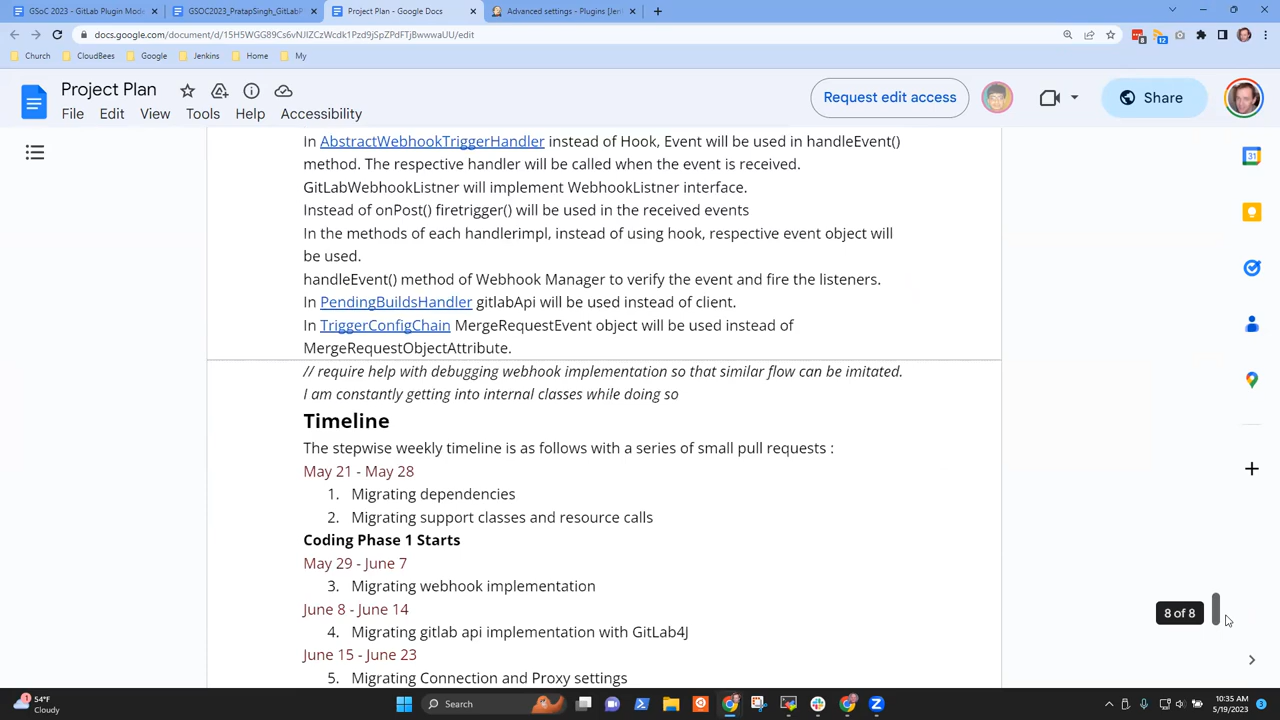 GSoC 2023 - GitLab Plugin Mode
GSOC2023_PratapSingh_GitLabP
Project Plan - Google Docs
Advanced settings - Plugins [Jen
docs.google.com/document/d/15H5WGG89Cs6vNJlZCzWcdk1Pzd9jSpZPdFTjBwwwaUU/edit
Church
CloudBees
Google
Jenkins
Home
My
Project Plan
File Edit View Tools Help Accessibility
Request edit access
Share
In AbstractWebhookTriggerHandler instead of Hook, Event will be used in handleEvent()
method. The respective handler will be called when the event is received.
GitLabWebhookListner will implement WebhookListner interface.
Instead of onPost() firetrigger() will be used in the received events
In the methods of each handlerimpl, instead of using hook, respective event object will
be used.
handleEvent() method of Webhook Manager to verify the event and fire the listeners.
In PendingBuildsHandler gitlabApi will be used instead of client.
In TriggerConfigChain MergeRequestEvent object will be used instead of
MergeRequestObjectAttribute.
// require help with debugging webhook implementation so that similar flow can be imitated.
I am constantly getting into internal classes while doing so
Timeline
The stepwise weekly timeline is as follows with a series of small pull requests :
May 21 - May 28
1. Migrating dependencies
2. Migrating support classes and resource calls
Coding Phase 1 Starts
May 29 - June 7
3. Migrating webhook implementation
June 8 - June 14
4. Migrating gitlab api implementation with GitLab4J
June 15 - June 23
5. Migrating Connection and Proxy settings
8 of 8
54°F
Cloudy
Search
10:35 AM
5/19/2023